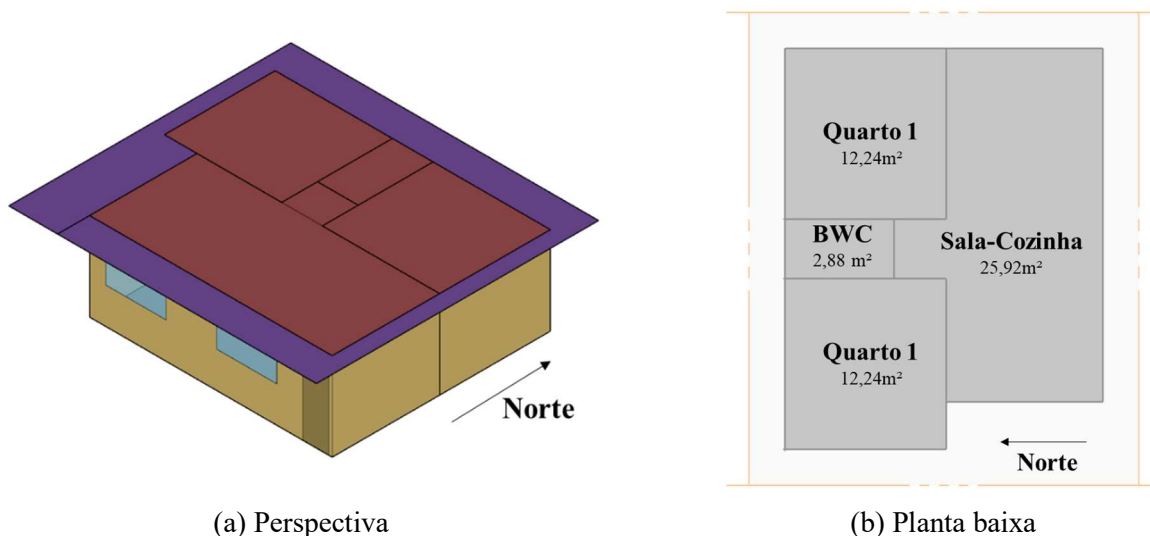 Norte
(a) Perspectiva
Quarto 1
12,24m²
BWC
2,88 m²
Sala-Cozinha
25,92m²
Quarto 1
12,24m²
Norte
(b) Planta baixa